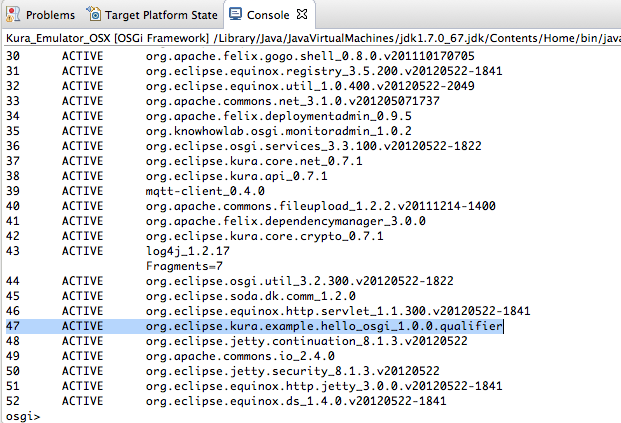 Problems Target Platform State Console
Kura_Emulator_OSX [OSGi Framework] /Library/Java/JavaVirtualMachines/jdk1.7.0_67.jdk/Contents/Home/bin/java
30 ACTIVE org.apache.felix.gogo.shell_0.8.0.v201110170705
31 ACTIVE org.eclipse.equinox.registry_3.5.200.v20120522-1841
32 ACTIVE org.eclipse.equinox.util_1.0.400.v20120522-2049
33 ACTIVE org.apache.commons.net_3.1.0.v201205071737
34 ACTIVE org.apache.felix.deploymentadmin_0.9.5
35 ACTIVE org.knowhowlab.osgi.monitoradmin_1.0.2
36 ACTIVE org.eclipse.osgi.services_3.3.100.v20120522-1822
37 ACTIVE org.eclipse.kura.core.net_0.7.1
38 ACTIVE org.eclipse.kura.api_0.7.1
39 ACTIVE mqtt-client_0.4.0
40 ACTIVE org.apache.commons.fileupload_1.2.2.v20111214-1400
41 ACTIVE org.apache.felix.dependencymanager_3.0.0
42 ACTIVE org.eclipse.kura.core.crypto_0.7.1
43 ACTIVE log4j_1.2.17
Fragments=7
44 ACTIVE org.eclipse.osgi.util_3.2.300.v20120522-1822
45 ACTIVE org.eclipse.soda.dk.comm_1.2.0
46 ACTIVE org.eclipse.equinox.http.servlet_1.1.300.v20120522-1841
47 ACTIVE org.eclipse.kura.example.hello_osgi_1.0.0.qualifier
48 ACTIVE org.eclipse.jetty.continuation_8.1.3.v20120522
49 ACTIVE org.apache.commons.io_2.4.0
50 ACTIVE org.eclipse.jetty.security_8.1.3.v20120522
51 ACTIVE org.eclipse.equinox.http.jetty_3.0.0.v20120522-1841
52 ACTIVE org.eclipse.equinox.ds_1.4.0.v20120522-1841
osgi>